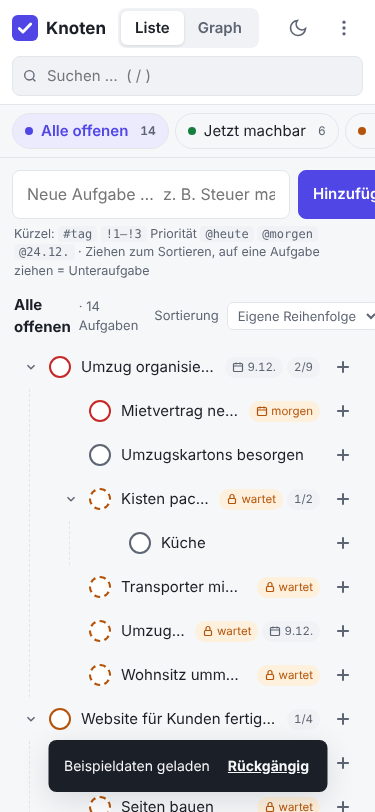 Knoten Liste Graph
Suchen … ( / )
Alle offenen 14 Jetzt machbar 6
Neue Aufgabe … z. B. Steuer ma
Hinzufüg
Kürzel: #tag !1–!3 Priorität @heute @morgen
@24.12. · Ziehen zum Sortieren, auf eine Aufgabe
ziehen = Unteraufgabe
Alle offenen · 14 Aufgaben Sortierung Eigene Reihenfolge
Umzug organisie… 9.12. 2/9
Mietvertrag ne… morgen
Umzugskartons besorgen
Kisten pac… wartet 1/2
Küche
Transporter mi… wartet
Umzug… wartet 9.12.
Wohnsitz umm… wartet
Website für Kunden fertig… 1/4
Beispieldaten geladen Rückgängig
Seiten bauen wartet